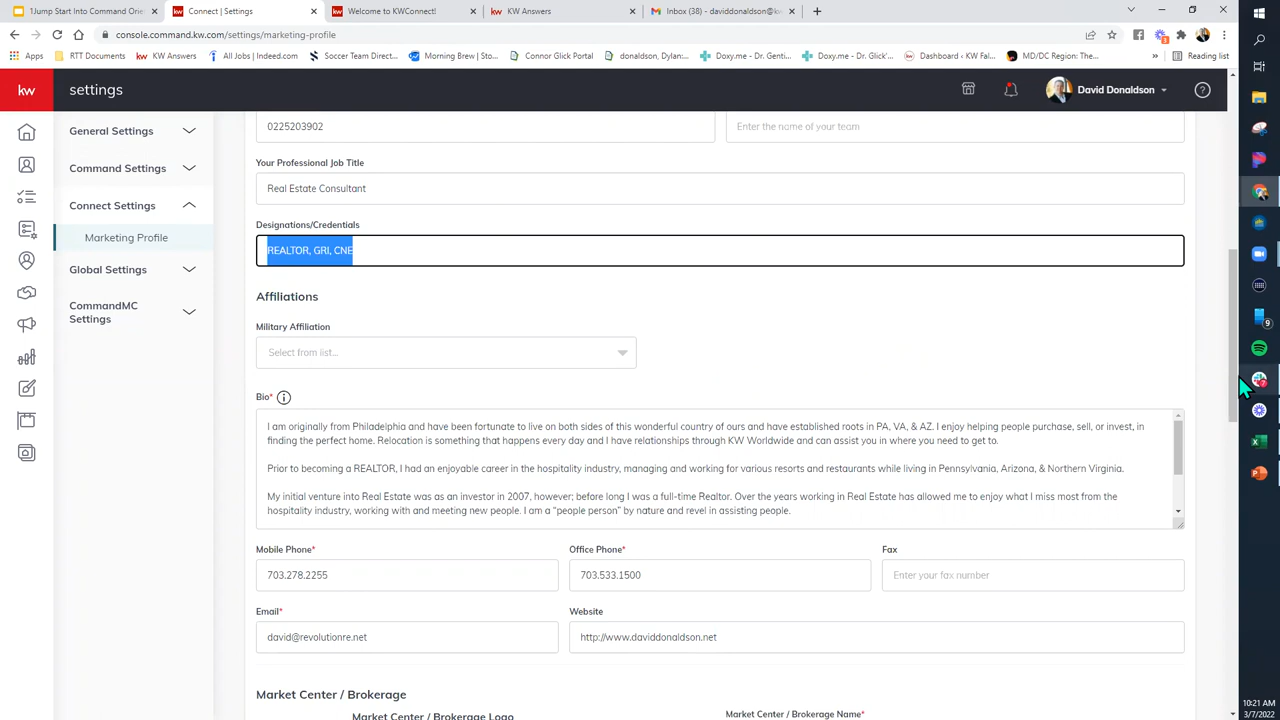 1Jump Start Into Command Orie
Connect | Settings
Welcome to KWConnect!
KW Answers
Inbox (38) - daviddonaldson@kw
console.command.kw.com/settings/marketing-profile
Apps
RTT Documents
KW Answers
All Jobs | Indeed.com
Soccer Team Direct...
Morning Brew | Sto...
Connor Glick Portal
donaldson, Dylan:...
Doxy.me - Dr. Genti...
Doxy.me - Dr. Glick'...
Dashboard ‹ KW Fal...
MD/DC Region: The...
»
Reading list
kw
settings
David Donaldson
General Settings
Command Settings
Connect Settings
Marketing Profile
Global Settings
CommandMC
Settings
0225203902
Enter the name of your team
Your Professional Job Title
Real Estate Consultant
Designations/Credentials
REALTOR, GRI, CNE
Affiliations
Military Affiliation
Select from list...
Bio*
I am originally from Philadelphia and have been fortunate to live on both sides of this wonderful country of ours and have established roots in PA, VA, & AZ. I enjoy helping people purchase, sell, or invest, in
finding the perfect home. Relocation is something that happens every day and I have relationships through KW Worldwide and can assist you in where you need to get to.
Prior to becoming a REALTOR, I had an enjoyable career in the hospitality industry, managing and working for various resorts and restaurants while living in Pennsylvania, Arizona, & Northern Virginia.
My initial venture into Real Estate was as an investor in 2007, however; before long I was a full-time Realtor. Over the years working in Real Estate has allowed me to enjoy what I miss most from the
hospitality industry, working with and meeting new people. I am a “people person” by nature and revel in assisting people.
Mobile Phone*
Office Phone*
Fax
703.278.2255
703.533.1500
Enter your fax number
Email*
Website
david@revolutionre.net
http://www.daviddonaldson.net
Market Center / Brokerage
Market Center / Brokerage Logo
Market Center / Brokerage Name*
9
10:21 AM
3/7/2022